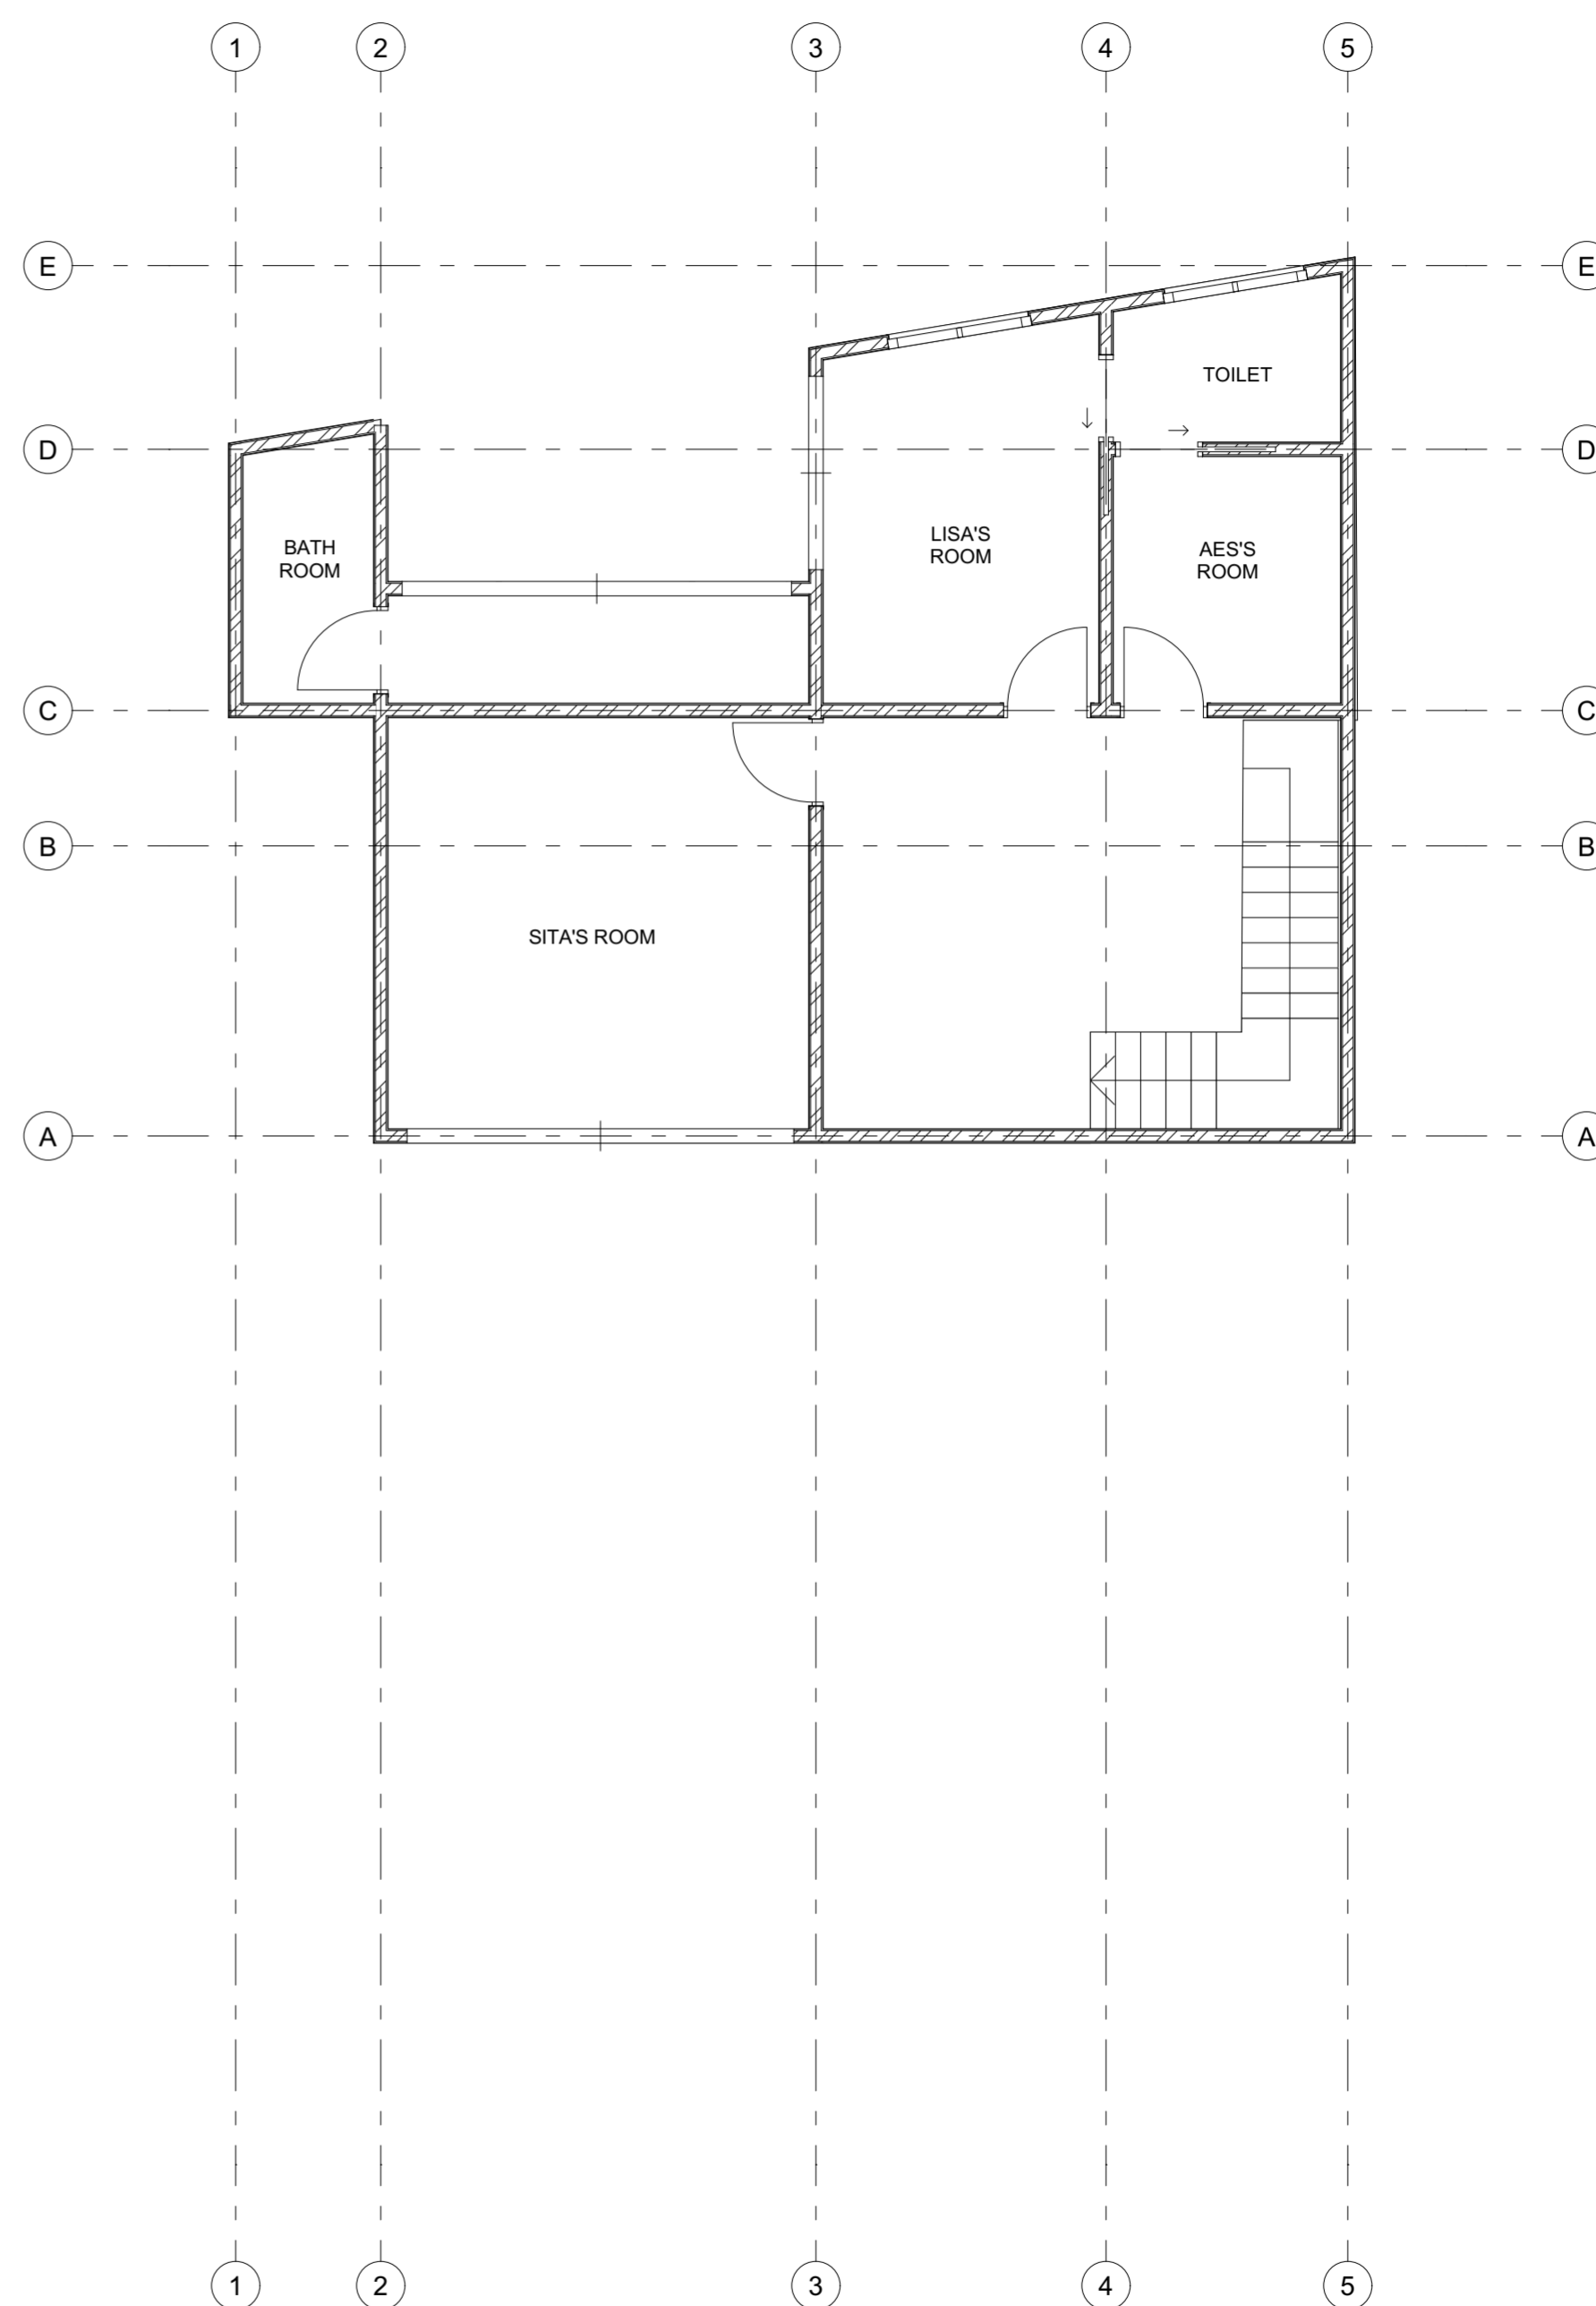 1 2 3 4 5
E E
TOILET
D D
LISA'S
ROOM
BATH
ROOM
AES'S
ROOM
C C
B B
SITA'S ROOM
A A
1 2 3 4 5